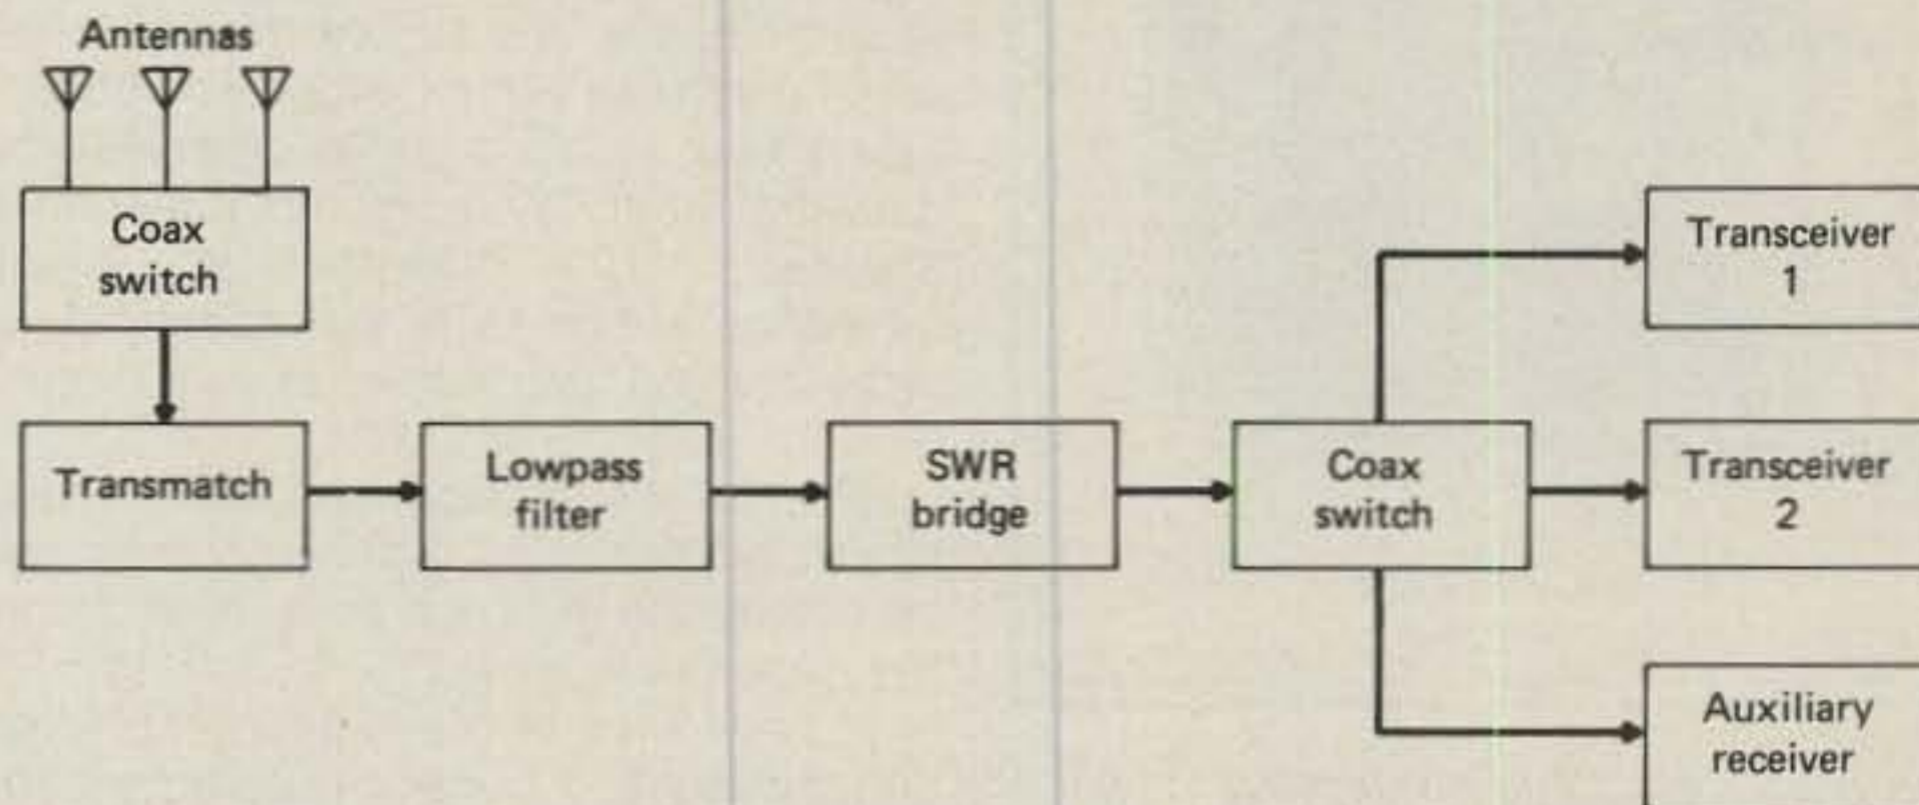 Antennas
Coax
switch
Transmatch
Lowpass
filter
SWR
bridge
Coax
switch
Transceiver
1
Transceiver
2
Auxiliary
receiver